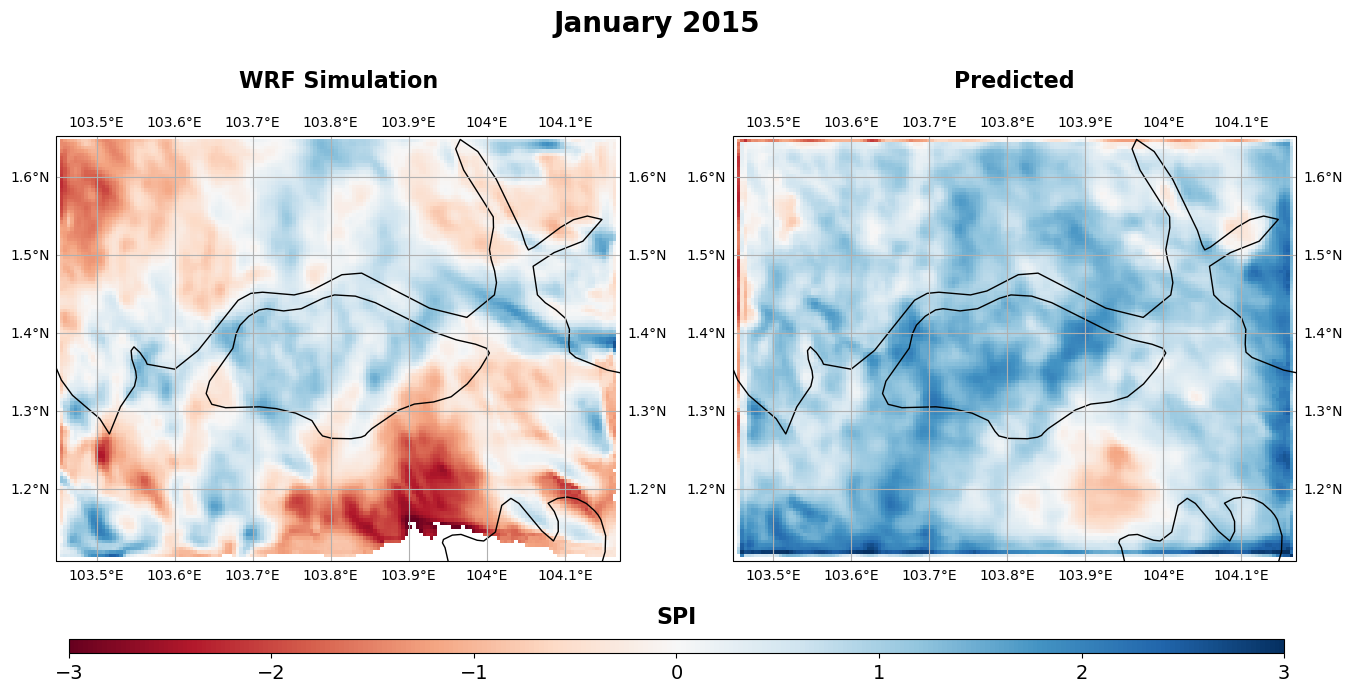 January 2015
WRF Simulation
Predicted
103.5°E 103.6°E 103.7°E 103.8°E 103.9°E 104°E 104.1°E
103.5°E 103.6°E 103.7°E 103.8°E 103.9°E 104°E 104.1°E
1.6°N 1.6°N 1.6°N 1.6°N
1.5°N 1.5°N 1.5°N 1.5°N
1.4°N 1.4°N 1.4°N 1.4°N
1.3°N 1.3°N 1.3°N 1.3°N
1.2°N 1.2°N 1.2°N 1.2°N
103.5°E 103.6°E 103.7°E 103.8°E 103.9°E 104°E 104.1°E
103.5°E 103.6°E 103.7°E 103.8°E 103.9°E 104°E 104.1°E
SPI
−3 −2 −1 0 1 2 3